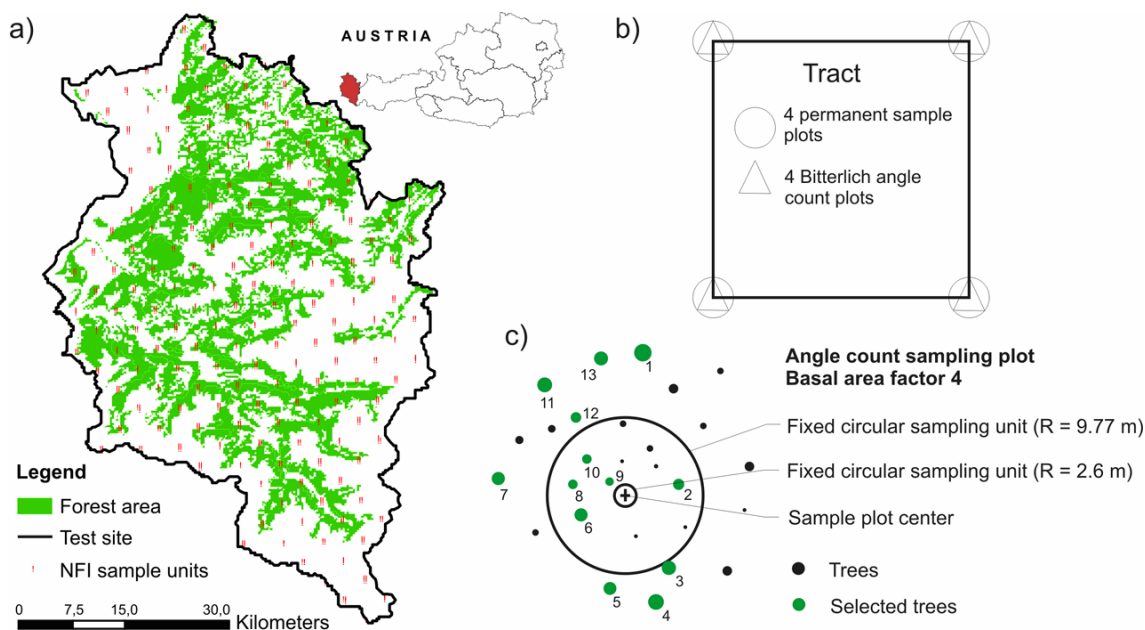 a)
AUSTRIA
Legend
Forest area
Test site
NFI sample units
0,0 7,5 15,0 30,0
Kilometers
b)
Tract
4 permanent sample
plots
4 Bitterlich angle
count plots
c)
Angle count sampling plot
Basal area factor 4
Fixed circular sampling unit (R = 9.77 m)
Fixed circular sampling unit (R = 2.6 m)
Sample plot center
Trees
Selected trees
1
13
11
12
10
9
7
8
2
6
3
5
4